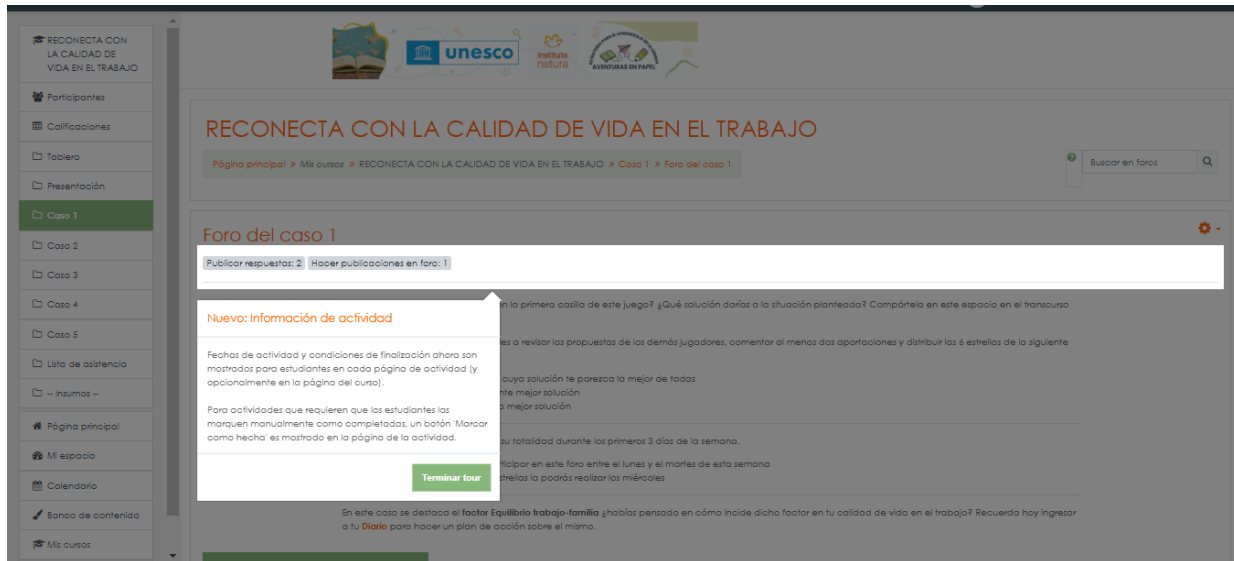 unesco
instituto
natura
AVENTURAS EN PAPEL
RECONECTA CON
LA CALIDAD DE
VIDA EN EL TRABAJO
Participantes
Calificaciones
Tablero
Presentación
Caso 1
Caso 2
Caso 3
Caso 4
Caso 5
Lista de asistencia
-- insumos --
Página principal
Mi espacio
Calendario
Banco de contenido
Mis cursos
RECONECTA CON LA CALIDAD DE VIDA EN EL TRABAJO
Página principal » Mis cursos » RECONECTA CON LA CALIDAD DE VIDA EN EL TRABAJO » Caso 1 » Foro del caso 1
Buscar en foros
Foro del caso 1
Publicar respuestas: 2 Hacer publicaciones en foro: 1
Nuevo: Información de actividad
Fechas de actividad y condiciones de finalización ahora son
mostrados para estudiantes en cada página de actividad (y
opcionalmente en la página del curso).
Para actividades que requieren que los estudiantes las
marquen manualmente como completadas, un botón 'Marcar
como hecha' es mostrado en la página de la actividad.
Terminar tour
la primera casilla de este juego? ¿Qué solución darías a la situación planteada? Compártela en este espacio en el transcurso
a revisar las propuestas de los demás jugadores, comentar al menos dos aportaciones y distribuir las 6 estrellas de la siguiente
cuya solución te parezca la mejor de todas
mejor solución
mejor solución
su totalidad durante los primeros 3 días de la semana.
en este foro entre el lunes y el martes de esta semana
la podrás realizar los miércoles
En este caso se destaca el factor Equilibrio trabajo-familia ¿habías pensado en cómo incide dicho factor en tu calidad de vida en el trabajo? Recuerda hoy ingresar
a tu Diario para hacer un plan de acción sobre el mismo.